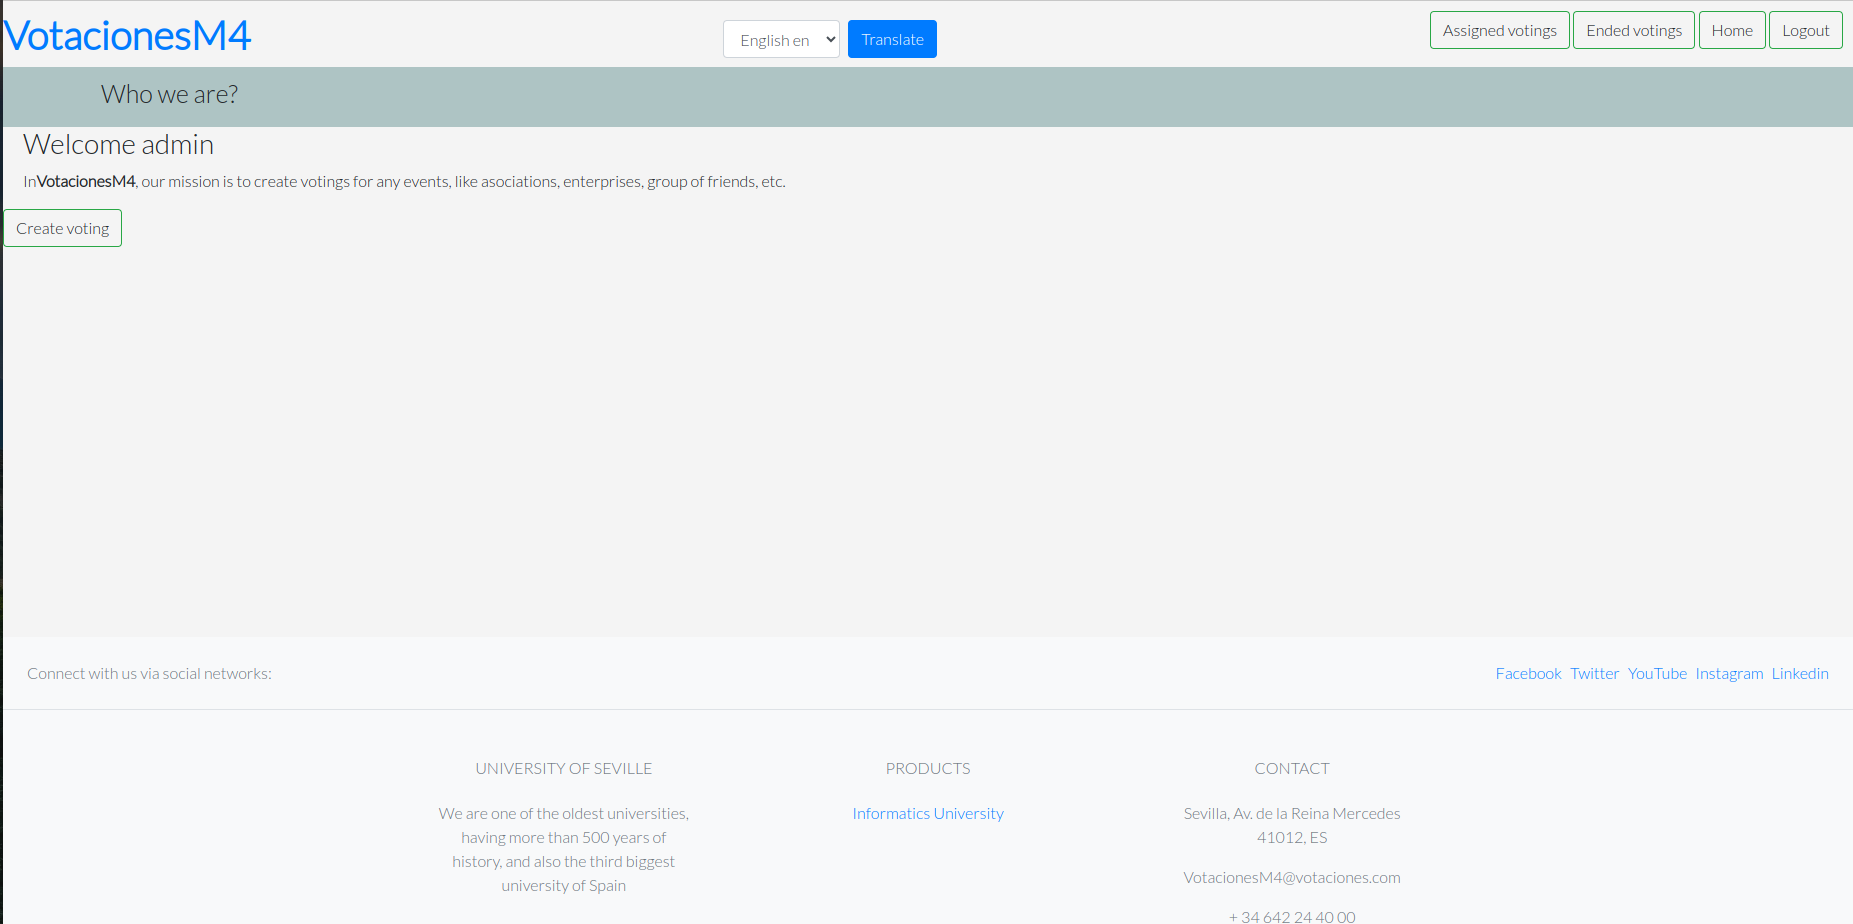 VotacionesM4
English en
Translate
Assigned votings
Ended votings
Home
Logout
Who we are?
Welcome admin
InVotacionesM4, our mission is to create votings for any events, like asociations, enterprises, group of friends, etc.
Create voting
Connect with us via social networks:
Facebook Twitter YouTube Instagram Linkedin
UNIVERSITY OF SEVILLE
We are one of the oldest universities,
having more than 500 years of
history, and also the third biggest
university of Spain
PRODUCTS
Informatics University
CONTACT
Sevilla, Av. de la Reina Mercedes
41012, ES
VotacionesM4@votaciones.com
+ 34 642 24 40 00